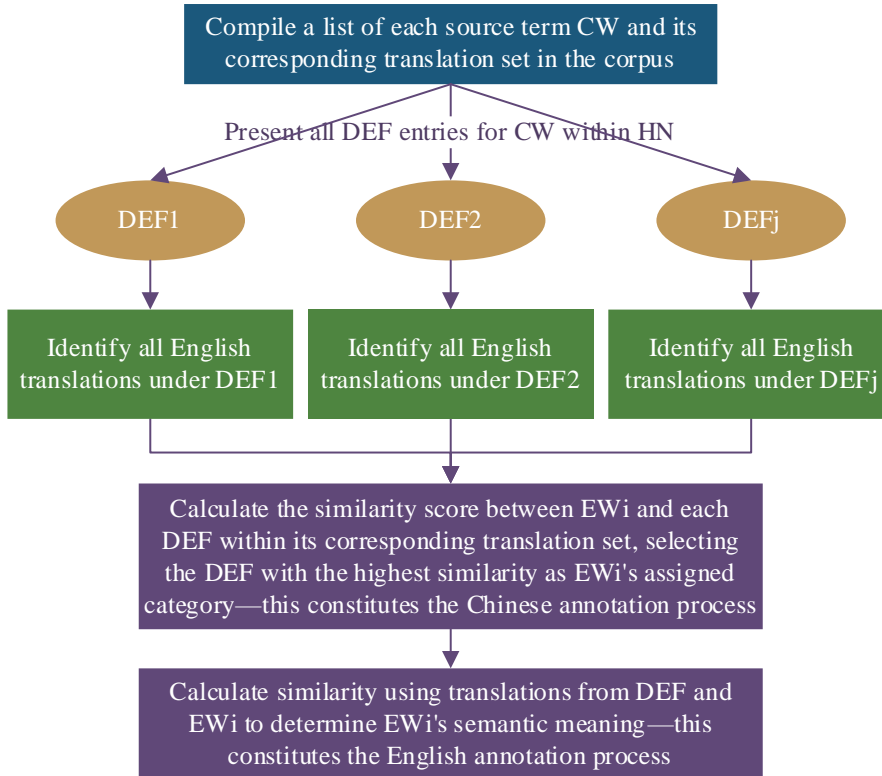 Compile a list of each source term CW and its
corresponding translation set in the corpus
Present all DEF entries for CW within HN
DEF1
DEF2
DEFj
Identify all English
translations under DEF1
Identify all English
translations under DEF2
Identify all English
translations under DEFj
Calculate the similarity score between EWi and each
DEF within its corresponding translation set, selecting
the DEF with the highest similarity as EWi's assigned
category—this constitutes the Chinese annotation process
Calculate similarity using translations from DEF and
EWi to determine EWi's semantic meaning—this
constitutes the English annotation process